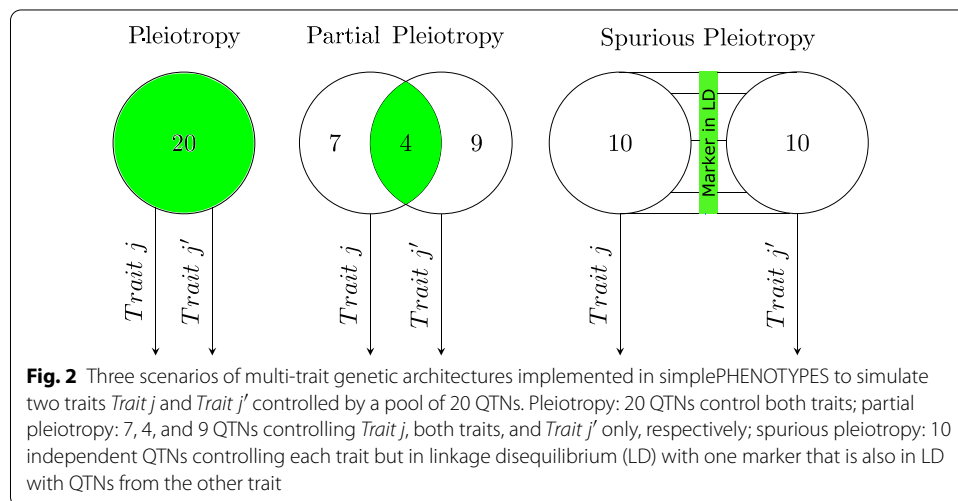 Pleiotropy
Partial Pleiotropy
Spurious Pleiotropy
20
7
4
9
10
Marker in LD
10
Trait j
Trait j′
Trait j
Trait j′
Trait j
Trait j′
Fig. 2 Three scenarios of multi-trait genetic architectures implemented in simplePHENOTYPES to simulate
two traits Trait j and Trait j′ controlled by a pool of 20 QTNs. Pleiotropy: 20 QTNs control both traits; partial
pleiotropy: 7, 4, and 9 QTNs controlling Trait j, both traits, and Trait j′ only, respectively; spurious pleiotropy: 10
independent QTNs controlling each trait but in linkage disequilibrium (LD) with one marker that is also in LD
with QTNs from the other trait